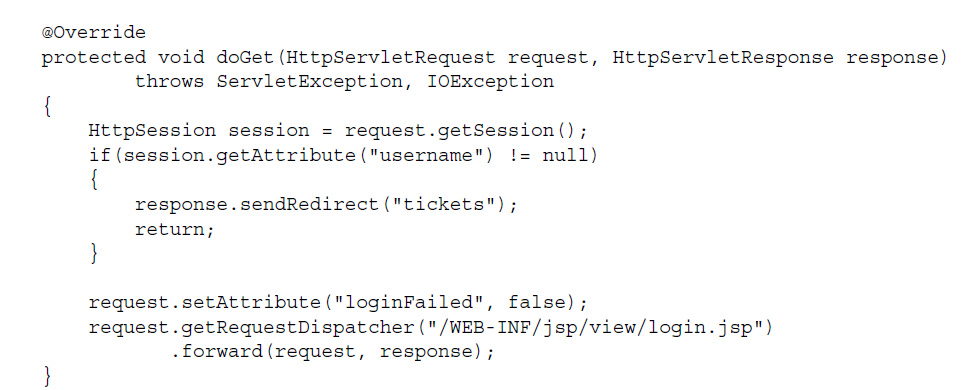 @Override
protected void doGet(HttpServletRequest request, HttpServletResponse response)
        throws ServletException, IOException
{
    HttpSession session = request.getSession();
    if(session.getAttribute("username") != null)
    {
        response.sendRedirect("tickets");
        return;
    }

    request.setAttribute("loginFailed", false);
    request.getRequestDispatcher("/WEB-INF/jsp/view/login.jsp")
           .forward(request, response);
}